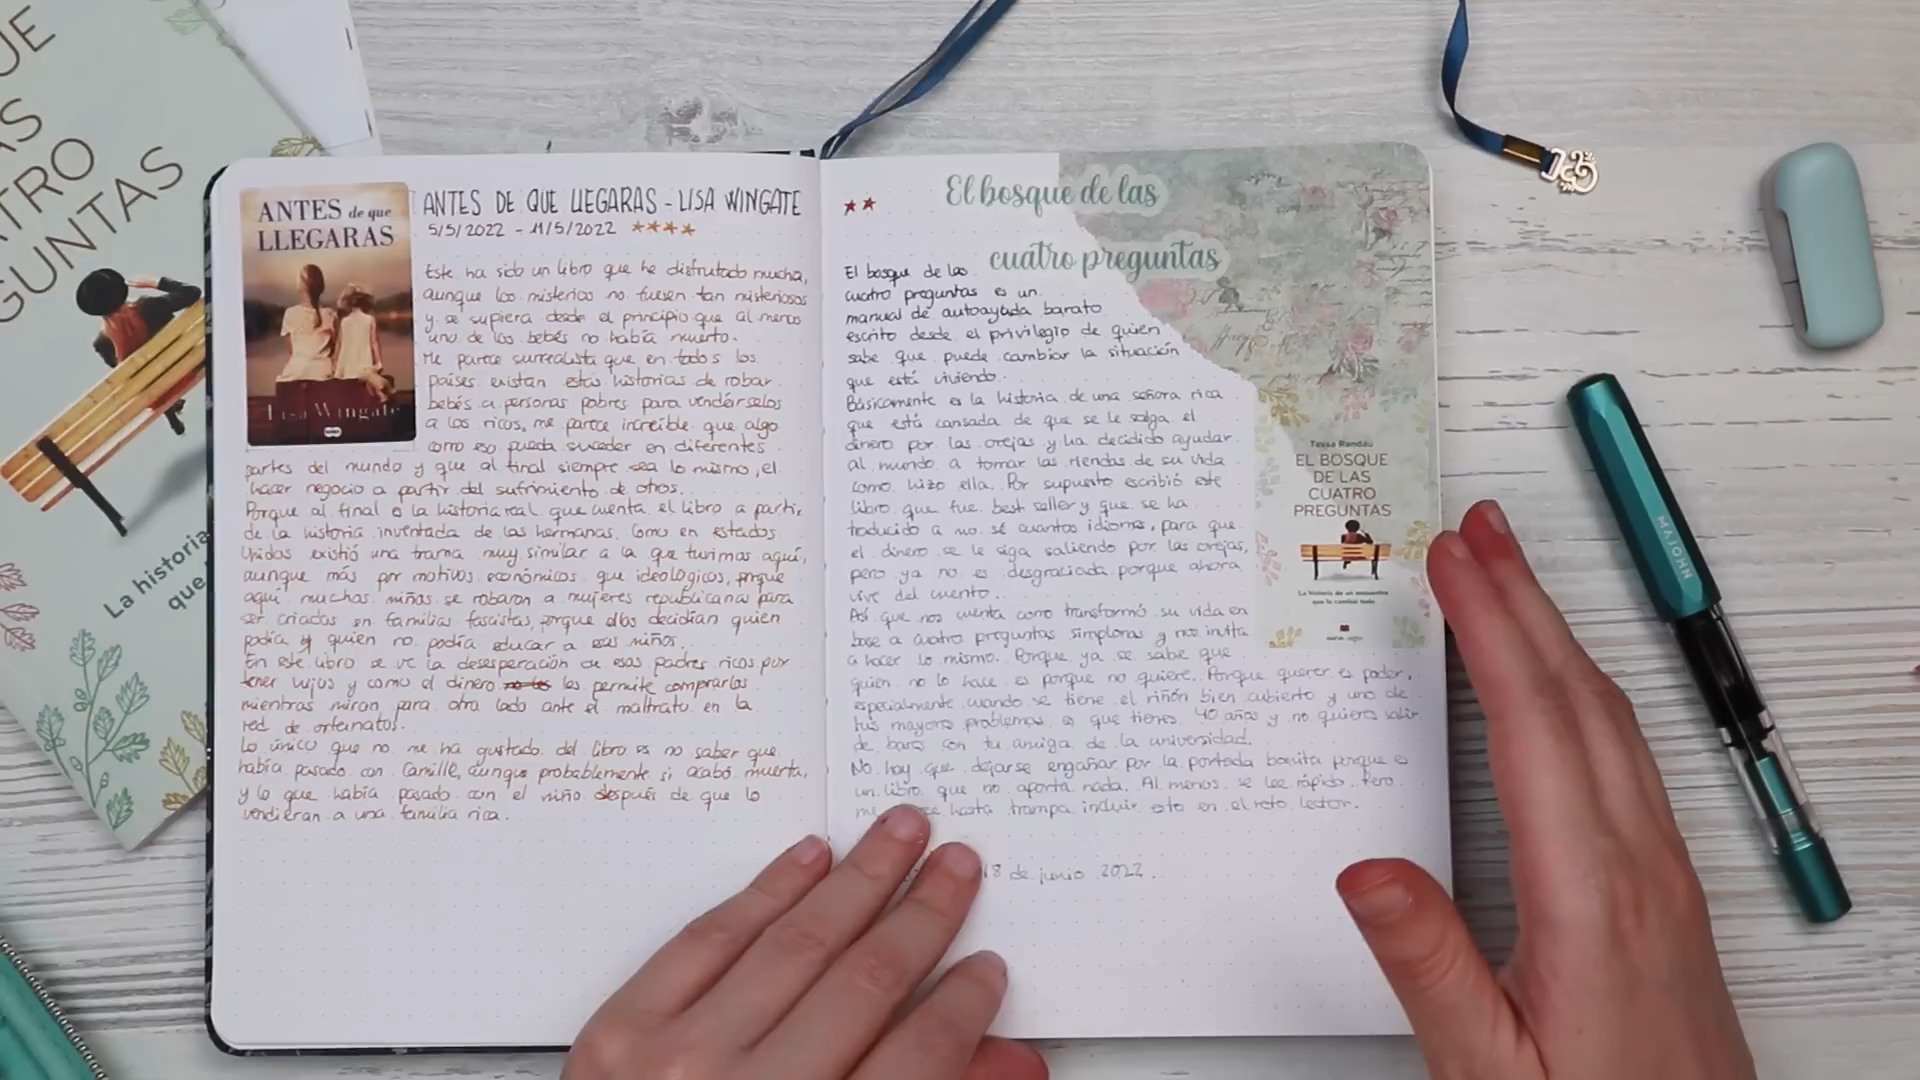 UE
AS
ATRO
GUNTAS
La historia
que
ANTES de que
LLEGARAS
Lisa Wingate
ANTES DE QUE LLEGARAS - LISA WINGATE
5/5/2022 - 11/5/2022 ★★★★
Este ha sido un libro que he disfrutado mucho,
aunque los misterios no fuesen tan misteriosos
y se supiera desde el principio que al menos
uno de los bebés no había muerto.
Me parece surrealista que en todos los
países existan estas historias de robar
bebés a personas pobres para vendérselos
a los ricos, me parece increíble que algo
como eso pueda suceder en diferentes
partes del mundo y que al final siempre sea lo mismo, el
hacer negocio a partir del sufrimiento de otros.
Porque al final es la historia real que cuenta el libro a partir
de la historia inventada de las hermanas. Como en estados
Unidos existió una trama muy similar a la que tuvimos aquí,
aunque más por motivos económicos que ideológicos, porque
aquí muchas niñas se robaron a mujeres republicanas para
ser criadas en familias fascistas, porque ellos decidían quien
podía y quien no podía educar a esos niños.
En este libro se ve la desesperación de esos padres ricos por
tener hijos y como el dinero les permite comprarlos
mientras miran para otro lado ante el maltrato en la
red de orfanatos.
Lo único que no me ha gustado del libro es no saber que
había pasado con Camille, aunque probablemente si acabó muerta,
y lo que había pasado con el niño después de que lo
vendieran a una familia rica.
★★
El bosque de las
cuatro preguntas
El bosque de las
cuatro preguntas es un
manual de autoayuda barato
escrito desde el privilegio de quien
sabe que puede cambiar la situación
que está viviendo.
Básicamente es la historia de una señora rica
que está cansada de que se le salga el
dinero por las orejas y ha decidido ayudar
al mundo a tomar las riendas de su vida
como hizo ella. Por supuesto escribió este
libro que fue best seller y que se ha
traducido a no sé cuantos idiomas, para que
el dinero se le siga saliendo por las orejas,
pero ya no es desgraciada porque ahora
vive del cuento.
Así que nos cuenta como transformó su vida en
base a cuatro preguntas simplonas y nos invita
a hacer lo mismo. Porque ya se sabe que
quien no lo hace es porque no quiere. Porque querer es poder,
especialmente cuando se tiene el riñón bien cubierto y uno de
tus mayores problemas es que tienes 40 años y no quieres salir
de bares con tu amiga de la universidad.
No hay que dejarse engañar por la portada bonita porque es
un libro que no aporta nada. Al menos se lee rápido. Pero
hasta trampa incluir esto en el reto lector.
18 de junio 2022.
Tessa Randau
EL BOSQUE
DE LAS
CUATRO
PREGUNTAS
La historia de un encuentro
que lo cambió todo
MAJOHN